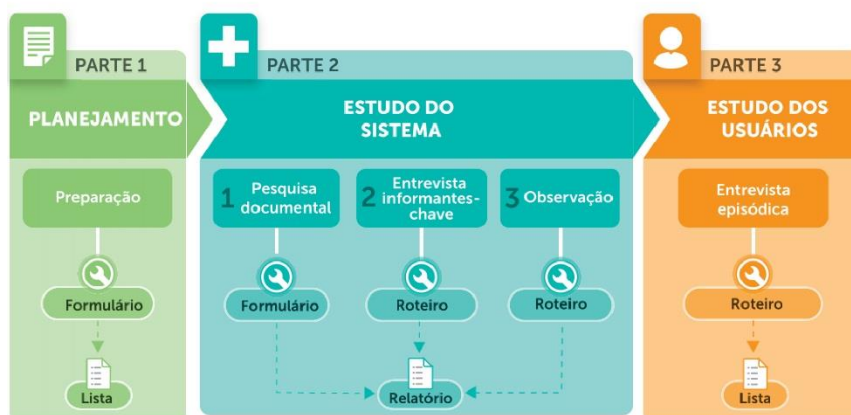 PARTE 1
PLANEJAMENTO
Preparação
Formulário
Lista
PARTE 2
ESTUDO DO
SISTEMA
1 Pesquisa
documental
Formulário
2 Entrevista
informantes-
chave
Roteiro
3 Observação
Roteiro
Relatório
PARTE 3
ESTUDO DOS
USUÁRIOS
Entrevista
episódica
Roteiro
Lista